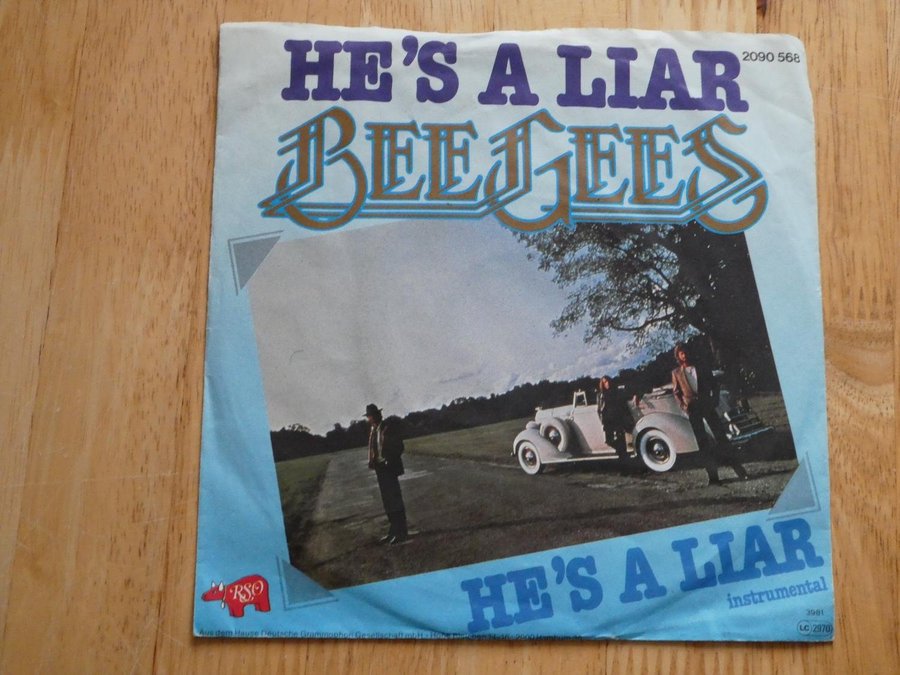 HE'S A LIAR
2090 568
BEE GEES
HE'S A LIAR
instrumental
RSO
3981
LC 2970
Aus dem Hause Deutsche Grammophon Gesellschaft mbH